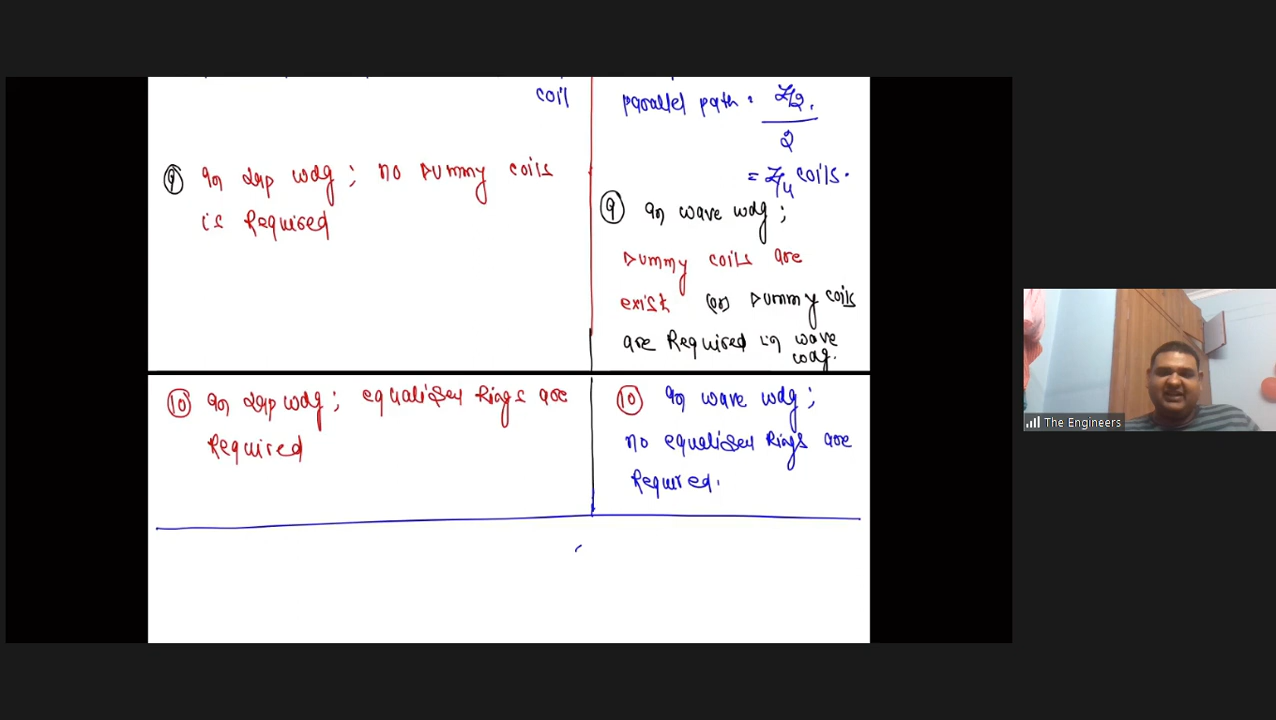 coil
⑨ In Lap wdg; no Dummy coils
is Required
parallel path = Z/2.
2
= Z/4 coils.
⑨ In wave wdg;
Dummy coils are
exist (or) Dummy coils
are Required in wave
wdg.
⑩ In Lap wdg; equaliser Rings are
Required
⑩ In wave wdg;
no equaliser Rings are
Required.
The Engineers